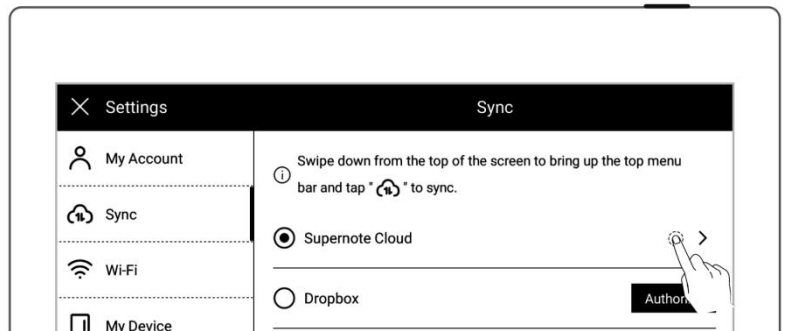 Settings
Sync
My Account
Swipe down from the top of the screen to bring up the top menu
bar and tap " " to sync.
Sync
Supernote Cloud
Wi-Fi
Dropbox
My Device